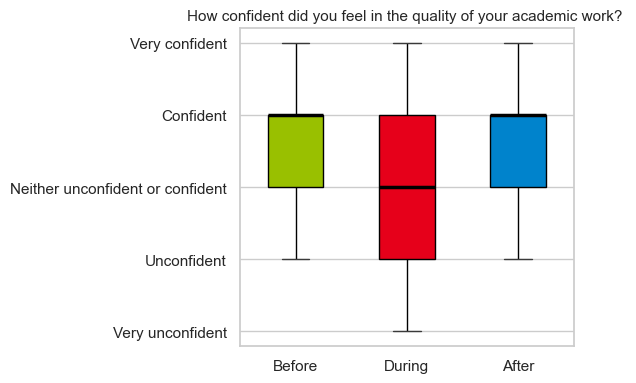 How confident did you feel in the quality of your academic work?
Very confident
Confident
Neither unconfident or confident
Unconfident
Very unconfident
Before During After